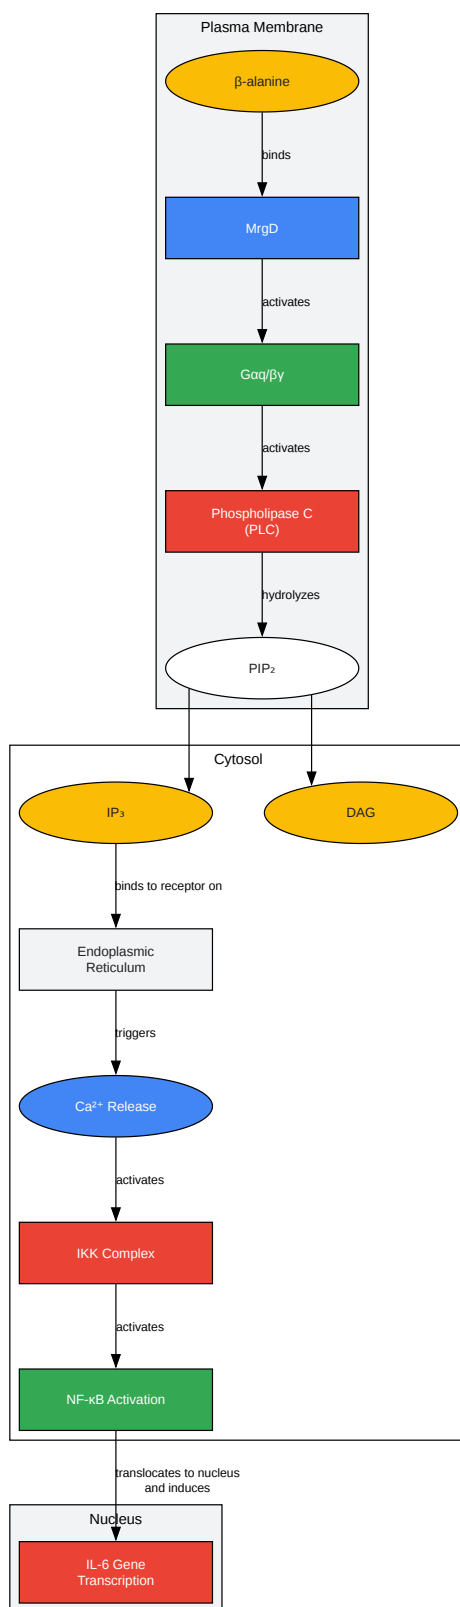 Plasma Membrane
β-alanine
binds
MrgD
activates
Gαq/βγ
activates
Phospholipase C
(PLC)
hydrolyzes
PIP₂
Cytosol
IP₃
DAG
binds to receptor on
Endoplasmic
Reticulum
triggers
Ca²⁺ Release
activates
IKK Complex
activates
NF-κB Activation
translocates to nucleus
and induces
Nucleus
IL-6 Gene
Transcription